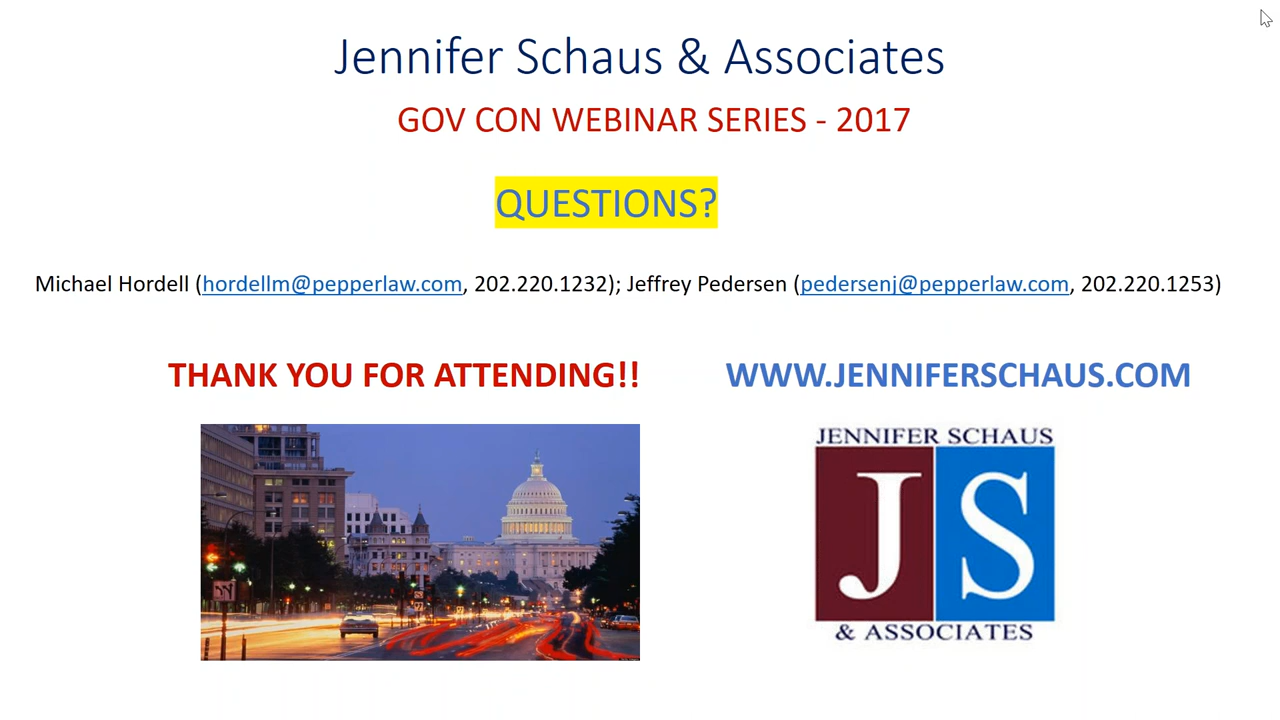 Jennifer Schaus & Associates
GOV CON WEBINAR SERIES - 2017
QUESTIONS?
Michael Hordell (hordellm@pepperlaw.com, 202.220.1232); Jeffrey Pedersen (pedersenj@pepperlaw.com, 202.220.1253)
THANK YOU FOR ATTENDING!!
WWW.JENNIFERSCHAUS.COM
JENNIFER SCHAUS
JS
& ASSOCIATES